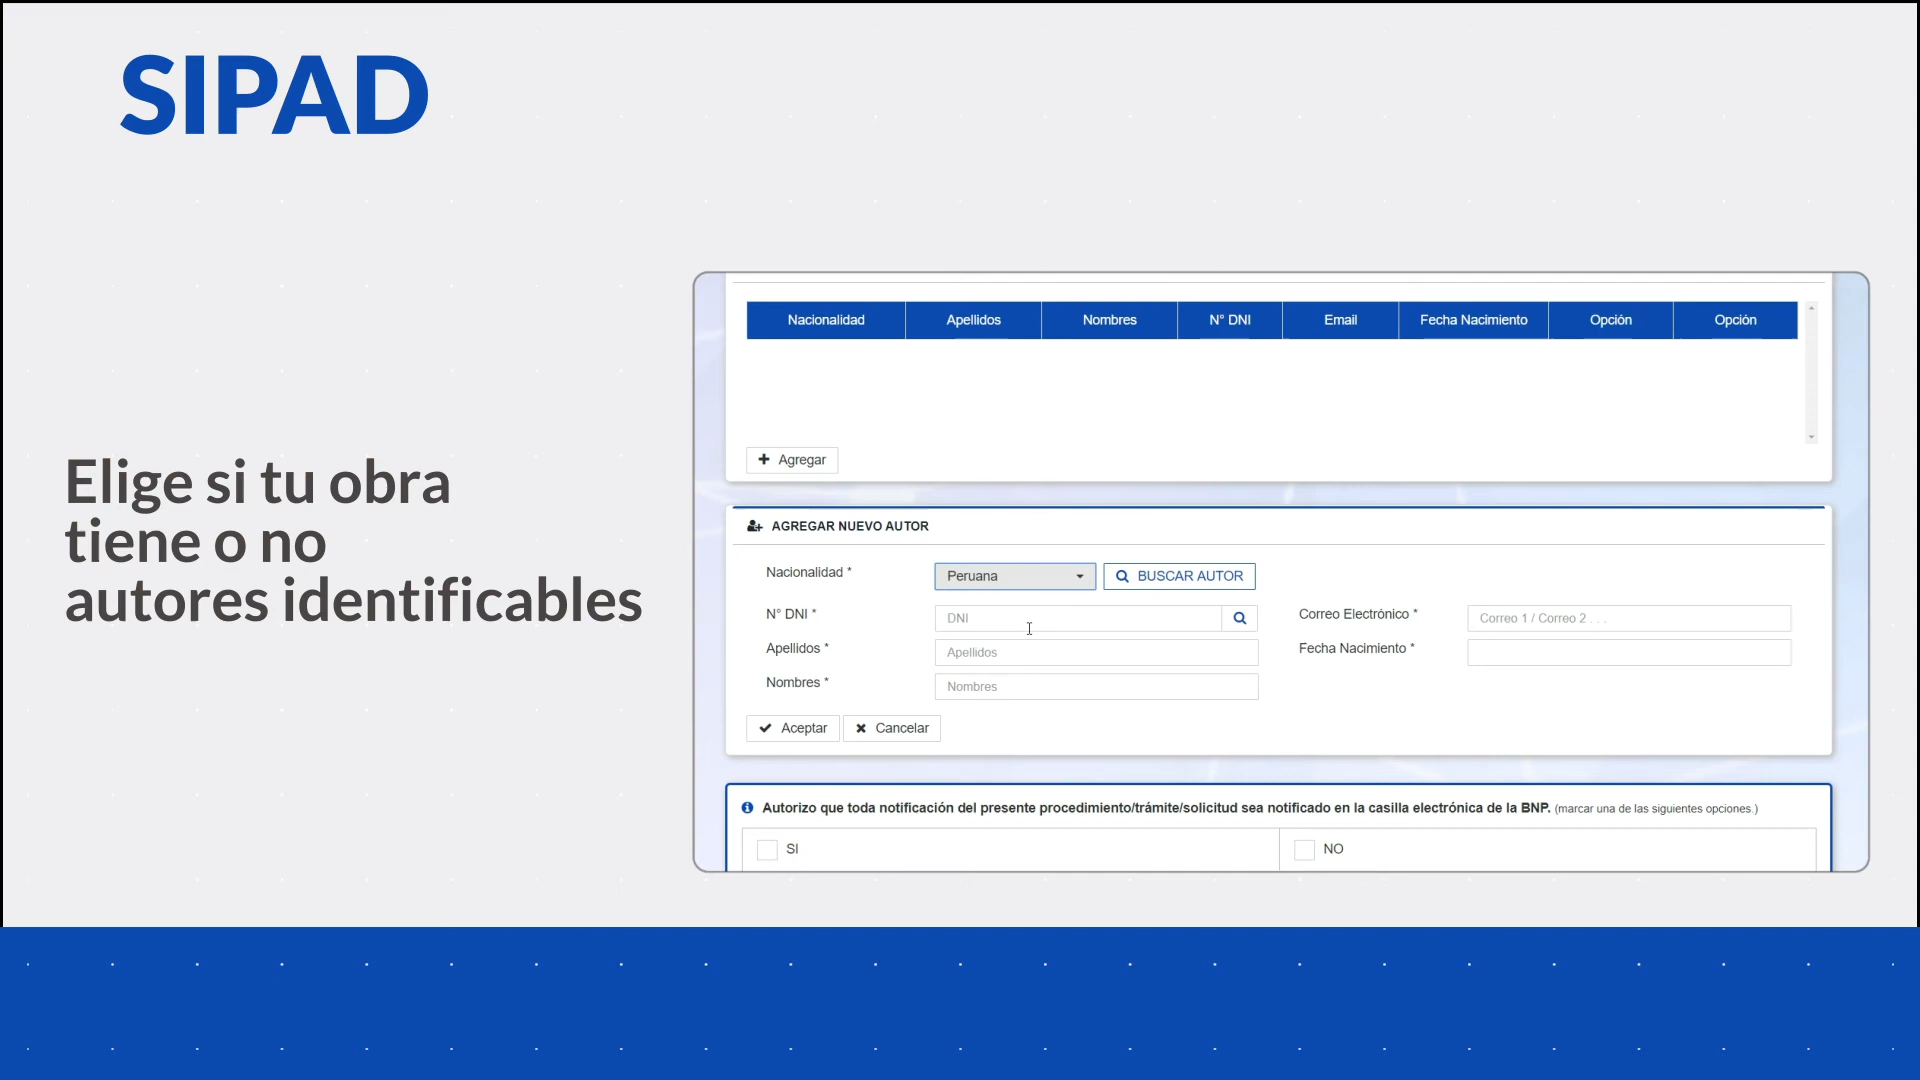 SIPAD
Elige si tu obra
tiene o no
autores identificables
Nacionalidad Apellidos Nombres N° DNI Email Fecha Nacimiento Opción Opción
Agregar
AGREGAR NUEVO AUTOR
Nacionalidad * Peruana BUSCAR AUTOR
N° DNI * DNI Correo Electrónico * Correo 1 / Correo 2 . . .
Apellidos * Apellidos Fecha Nacimiento *
Nombres * Nombres
Aceptar Cancelar
Autorizo que toda notificación del presente procedimiento/trámite/solicitud sea notificado en la casilla electrónica de la BNP. (marcar una de las siguientes opciones.)
SI NO